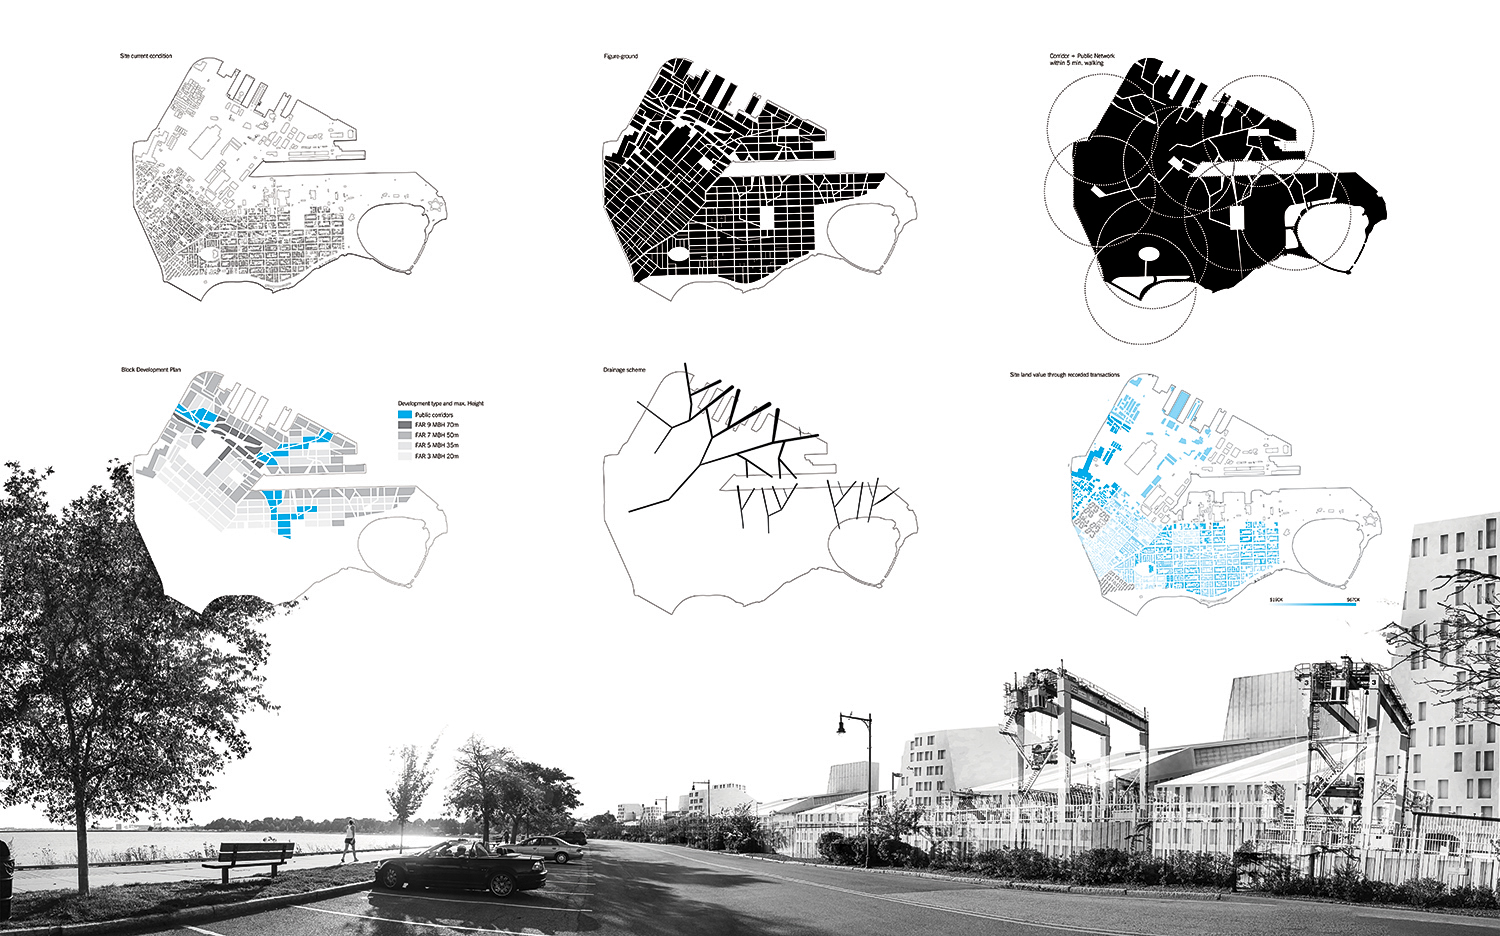 Site current condition
Figure-ground
Corridor + Public Network
within 5 min. walking
Block Development Plan
Development type and max. Height
Public corridors
FAR 9 MBH 70m
FAR 7 MBH 50m
FAR 5 MBH 35m
FAR 3 MBH 20m
Drainage scheme
Site land value through recorded transactions
$670K
3
3